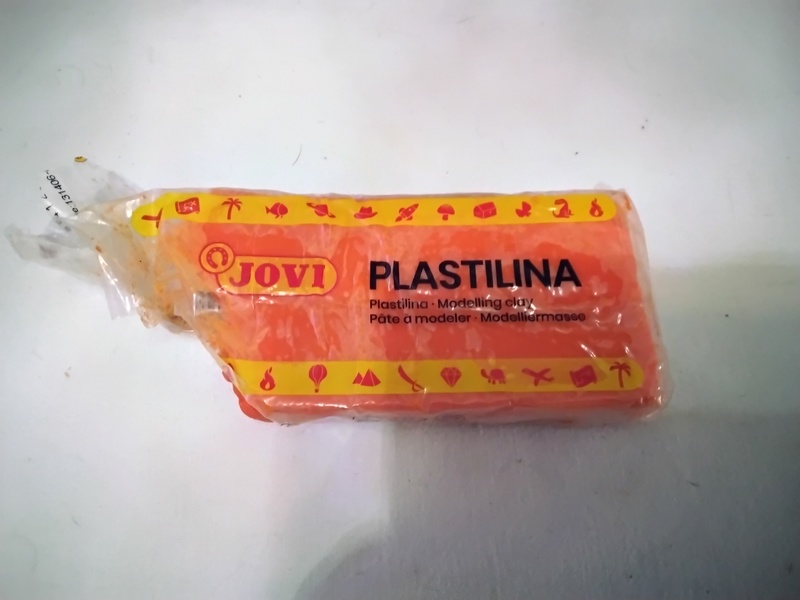 JOVI
PLASTILINA
Plastilina · Modelling clay
Pâte à modeler · Modelliermasse